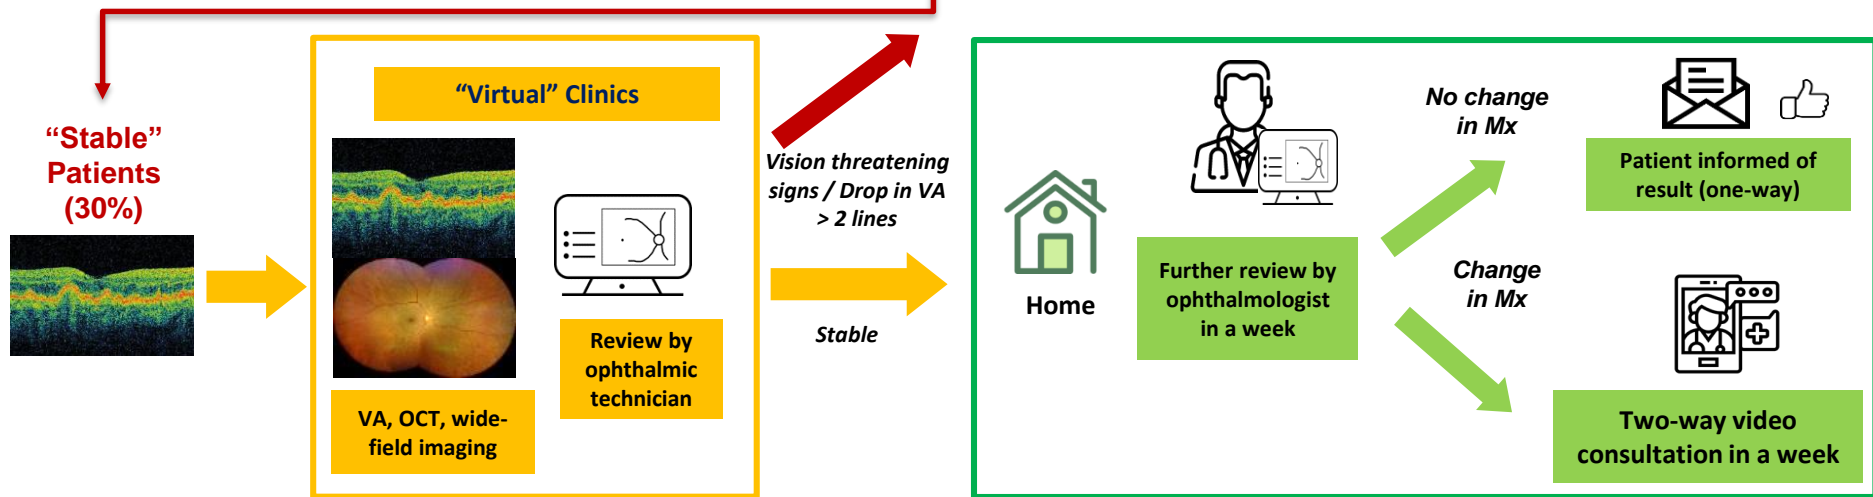 “Stable”
Patients
(30%)
“Virtual” Clinics
VA, OCT, wide-
field imaging
Review by
ophthalmic
technician
Vision threatening
signs / Drop in VA
> 2 lines
Stable
Home
Further review by
ophthalmologist
in a week
No change
in Mx
Change
in Mx
Patient informed of
result (one-way)
Two-way video
consultation in a week